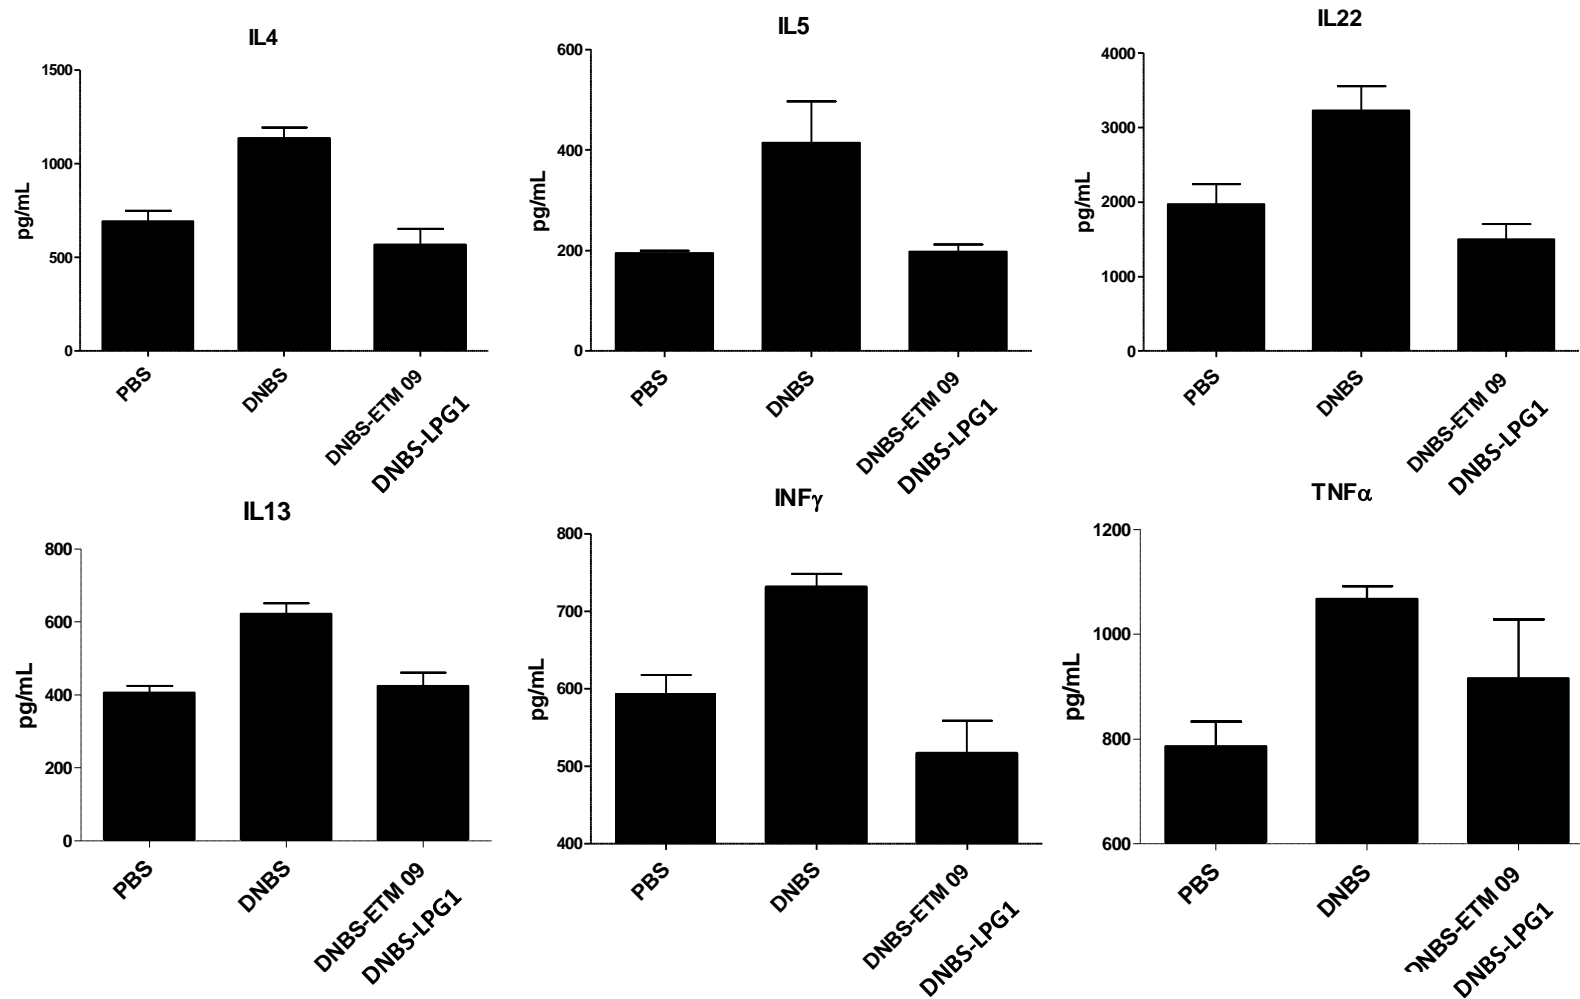 IL4
pg/mL
1500
1000
500
0
PBS
DNBS
DNBS-ETM 09
DNBS-LPG1
IL5
pg/mL
600
400
200
0
PBS
DNBS
DNBS-ETM 09
DNBS-LPG1
IL22
pg/mL
4000
3000
2000
1000
0
PBS
DNBS
DNBS-ETM 09
DNBS-LPG1
IL13
pg/mL
800
600
400
200
0
PBS
DNBS
DNBS-ETM 09
DNBS-LPG1
INFγ
pg/mL
800
700
600
500
400
PBS
DNBS
DNBS-ETM 09
DNBS-LPG1
TNFα
pg/mL
1200
1000
800
600
PBS
DNBS
DNBS-ETM 09
DNBS-LPG1